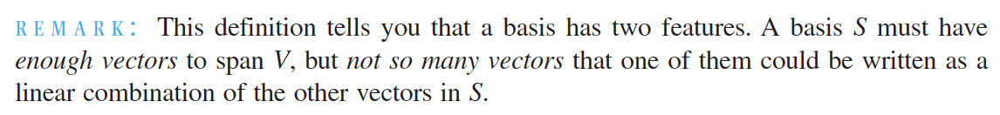 REMARK: This definition tells you that a basis has two features. A basis S must have
enough vectors to span V, but not so many vectors that one of them could be written as a
linear combination of the other vectors in S.